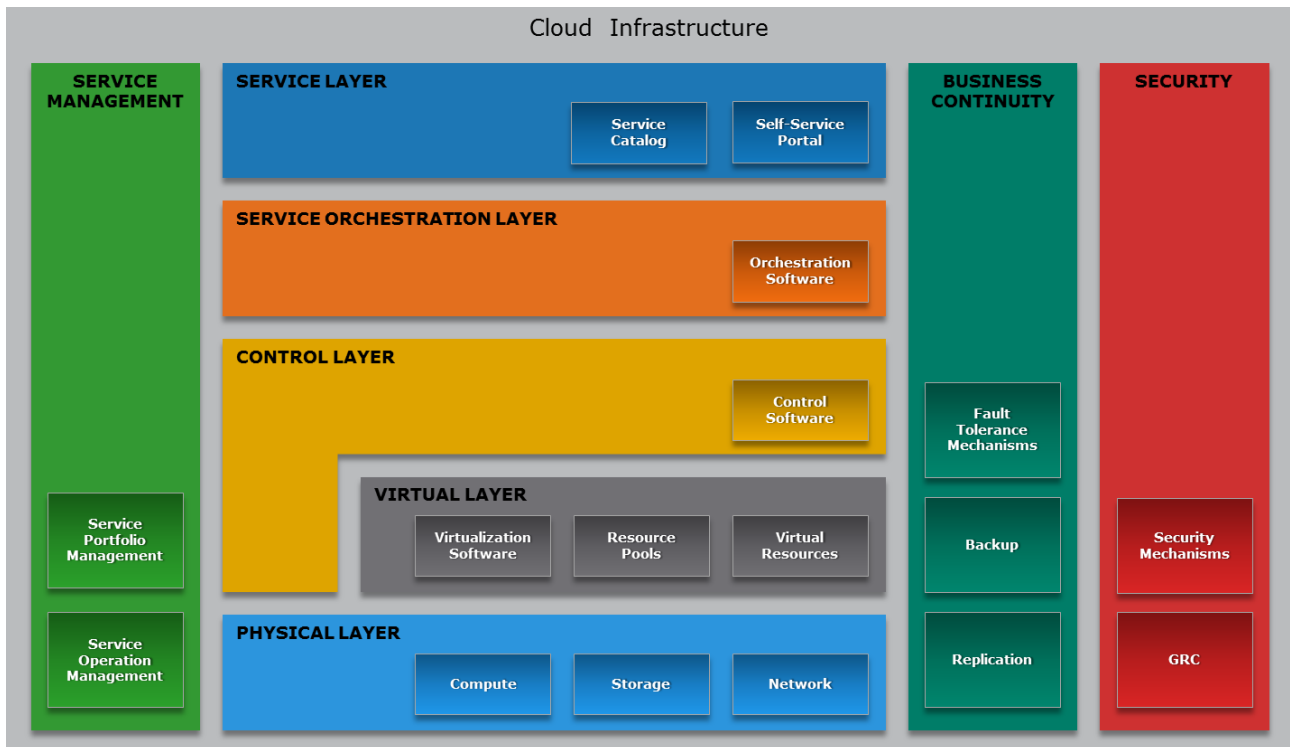 Cloud Infrastructure
SERVICE
MANAGEMENT
Service
Portfolio
Management
Service
Operation
Management
SERVICE LAYER
Service
Catalog
Self-Service
Portal
SERVICE ORCHESTRATION LAYER
Orchestration
Software
CONTROL LAYER
Control
Software
VIRTUAL LAYER
Virtualization
Software
Resource
Pools
Virtual
Resources
PHYSICAL LAYER
Compute
Storage
Network
BUSINESS
CONTINUITY
Fault
Tolerance
Mechanisms
Backup
Replication
SECURITY
Security
Mechanisms
GRC